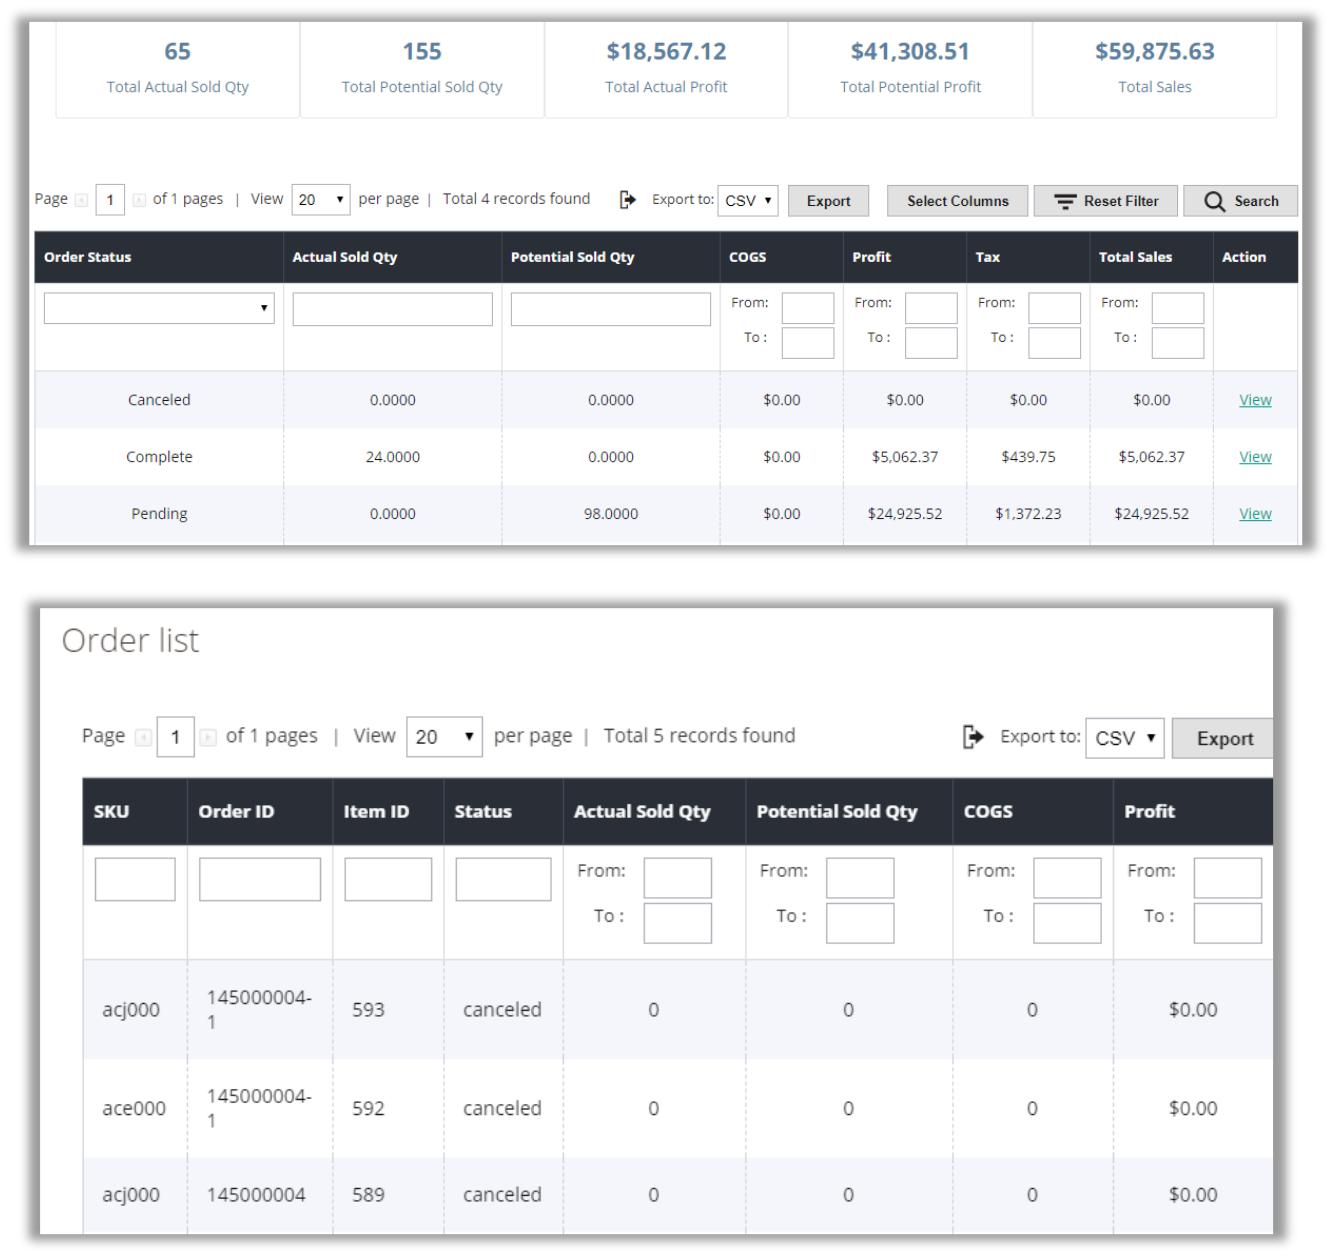 65 155 $18,567.12 $41,308.51 $59,875.63
Total Actual Sold Qty Total Potential Sold Qty Total Actual Profit Total Potential Profit Total Sales
Page 1 of 1 pages | View 20 per page | Total 4 records found Export to: CSV Export Select Columns Reset Filter Search
Order Status Actual Sold Qty Potential Sold Qty COGS Profit Tax Total Sales Action
From: From: From: From:
To : To : To : To :
Canceled 0.0000 0.0000 $0.00 $0.00 $0.00 $0.00 View
Complete 24.0000 0.0000 $0.00 $5,062.37 $439.75 $5,062.37 View
Pending 0.0000 98.0000 $0.00 $24,925.52 $1,372.23 $24,925.52 View
Order list
Page 1 of 1 pages | View 20 per page | Total 5 records found Export to: CSV Export
SKU Order ID Item ID Status Actual Sold Qty Potential Sold Qty COGS Profit
From: From: From: From:
To : To : To : To :
acj000 145000004-
1 593 canceled 0 0 0 $0.00
ace000 145000004-
1 592 canceled 0 0 0 $0.00
acj000 145000004 589 canceled 0 0 0 $0.00